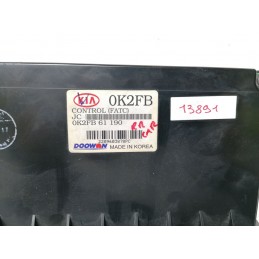 KIA 0K2FB
CONTROL (FATC)
JC
0K2FB 61 190
DOOWON MADE IN KOREA
13891